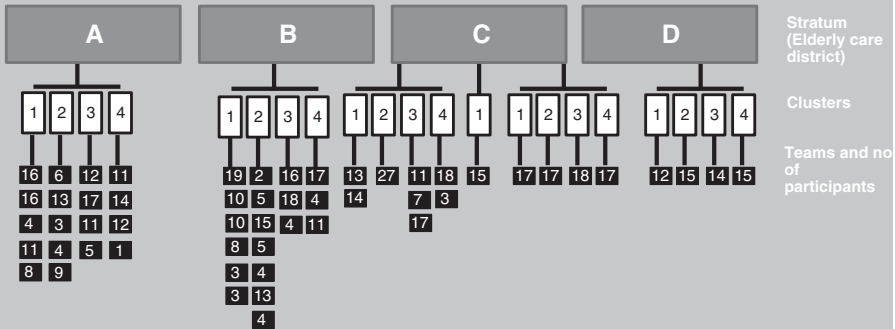 A B C D
Stratum
(Elderly care
district)
1 2 3 4 1 2 3 4 1 2 3 4 1 1 2 3 4 1 2 3 4
Clusters
Teams and no
of
participants
16 6 12 11 19 2 16 17 13 27 11 18 15 17 17 18 17 12 15 14 15
16 13 17 14 10 5 18 4 14 7 3
4 3 11 12 10 15 4 11 17
11 4 5 1 8 5
8 9 3 4
3 13
4